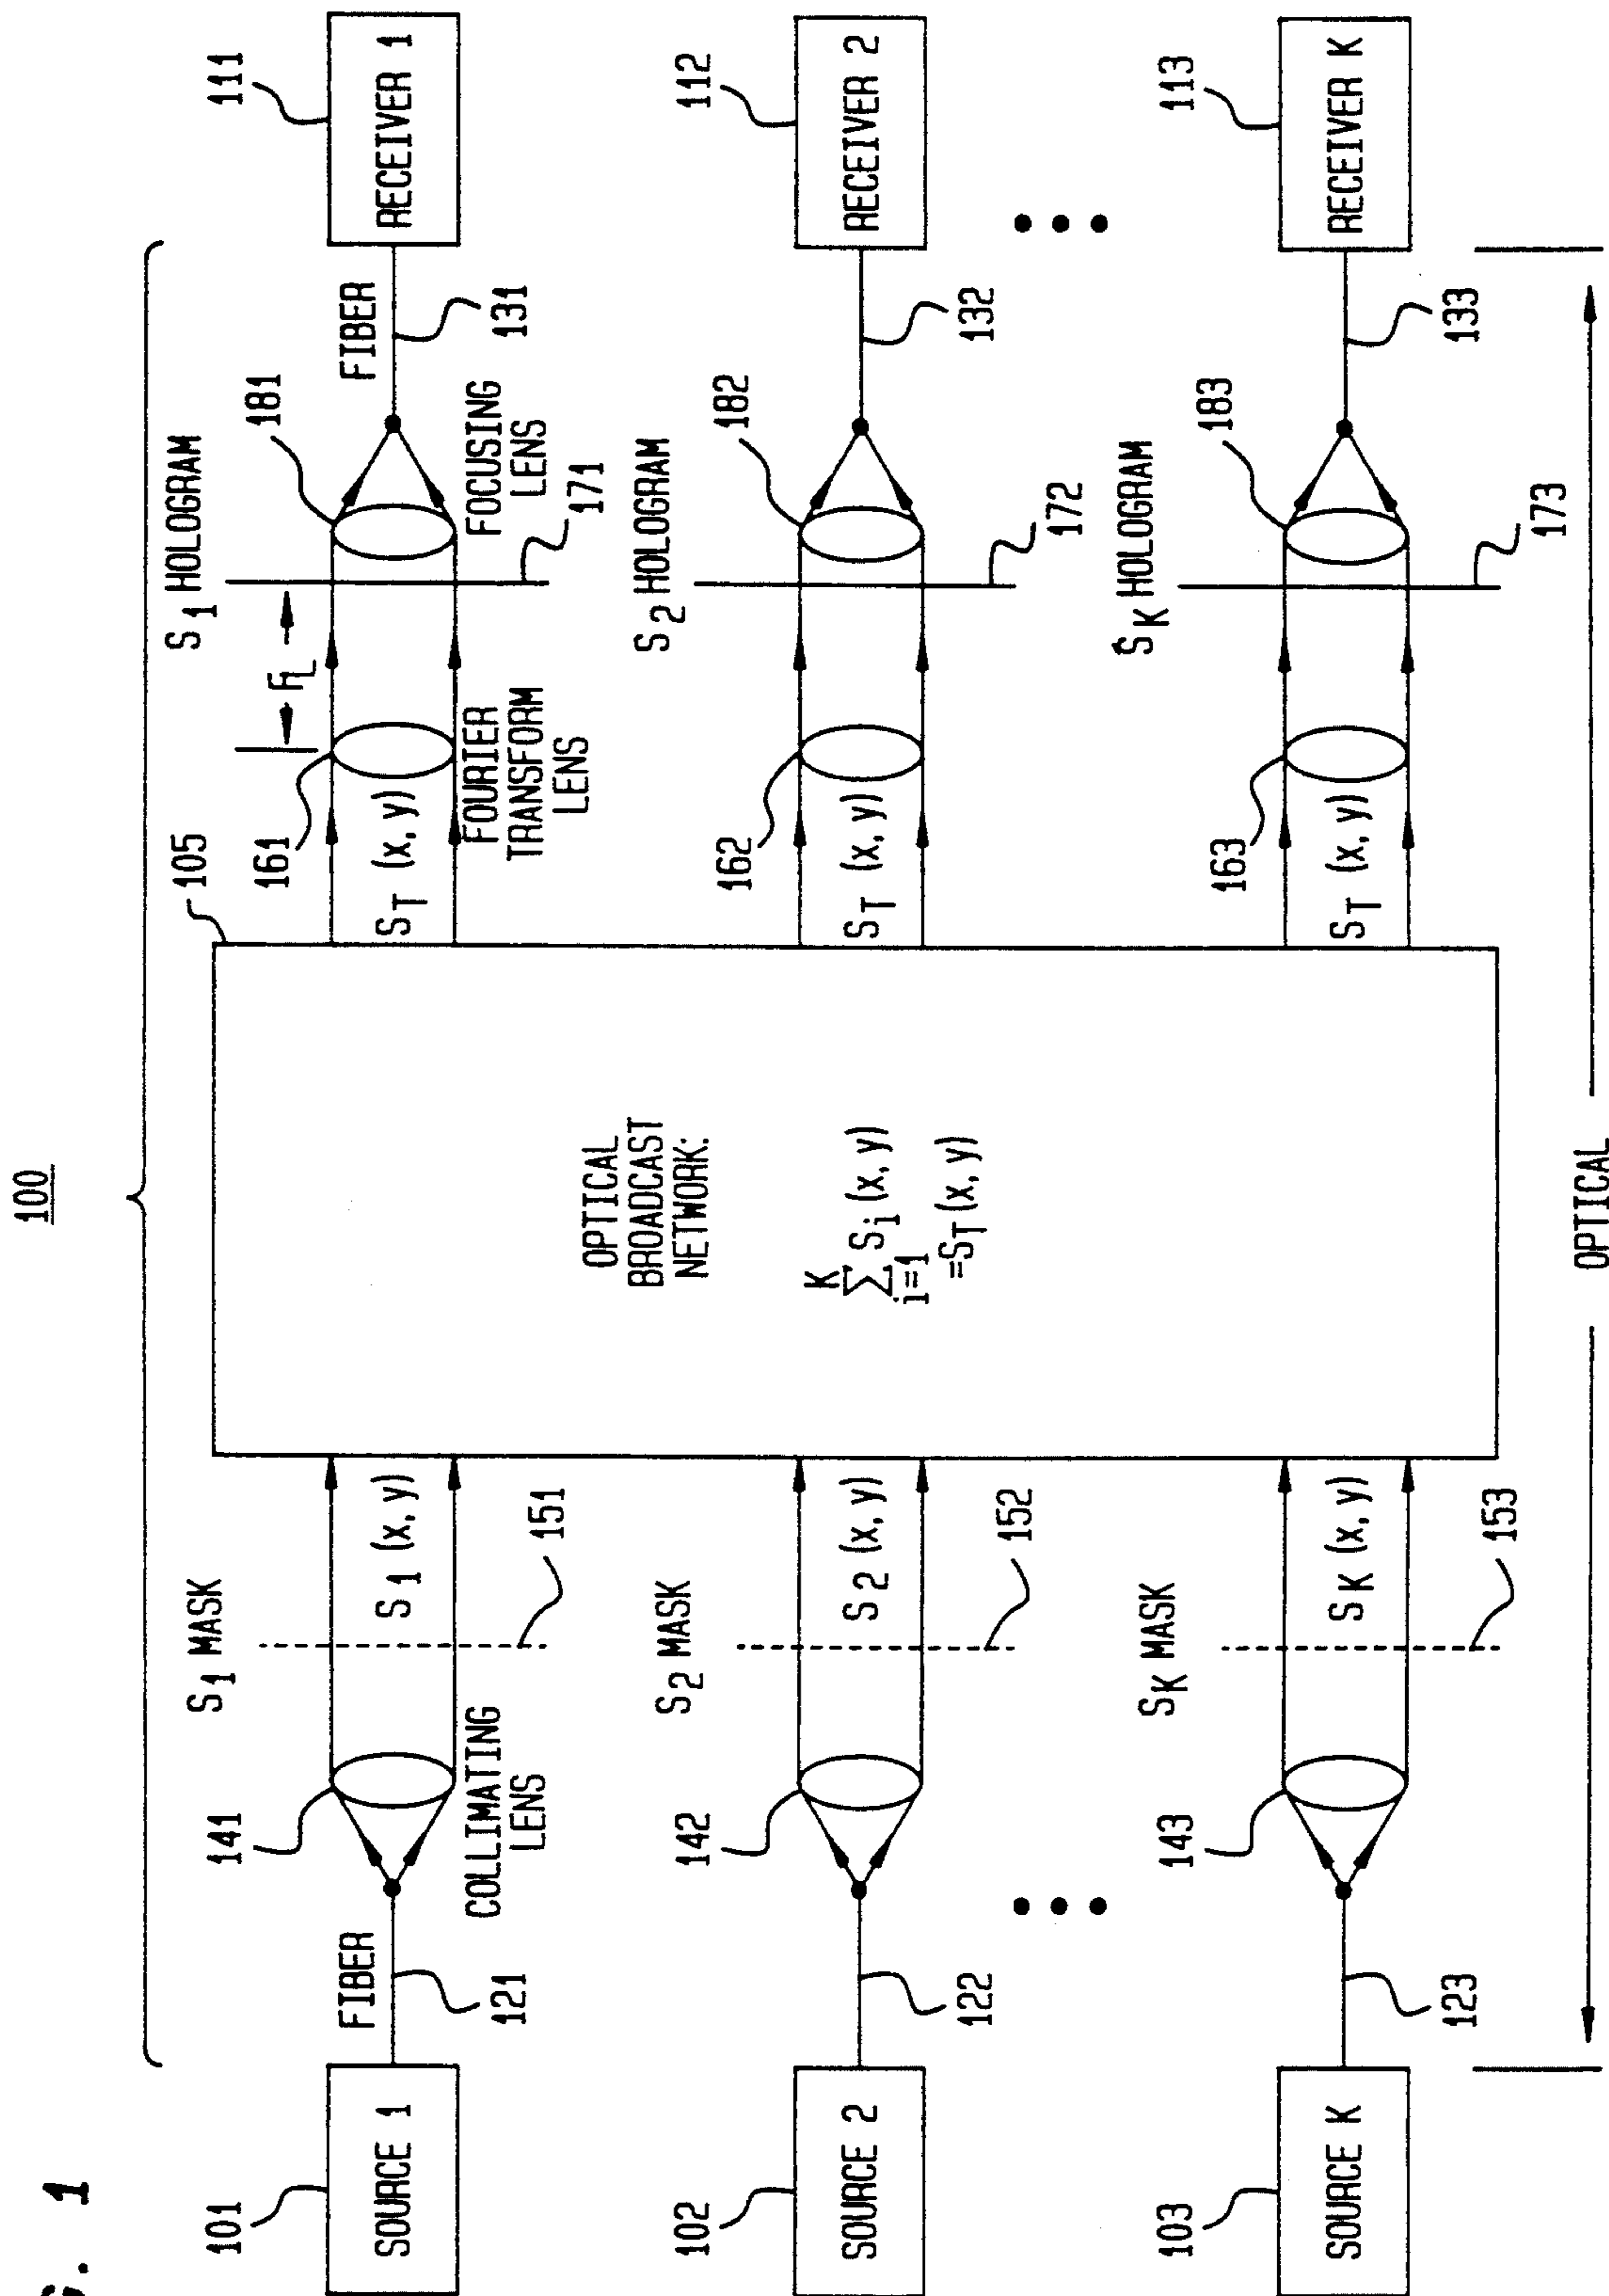 G. 1
100
101
SOURCE 1
FIBER
121
141
COLLIMATING
LENS
S1 MASK
S1 (x, y)
151
105
OPTICAL
BROADCAST
NETWORK:
K
∑ Si (x, y)
i=1
=ST (x, y)
ST (x, y)
161
FOURIER
TRANSFORM
LENS
FL
S1 HOLOGRAM
181
FOCUSING
LENS
171
FIBER
131
111
RECEIVER 1
102
SOURCE 2
122
142
S2 MASK
S2 (x, y)
152
ST (x, y)
162
S2 HOLOGRAM
182
172
132
112
RECEIVER 2
103
SOURCE K
123
143
SK MASK
SK (x, y)
153
ST (x, y)
163
SK HOLOGRAM
183
173
133
113
RECEIVER K
OPTICAL